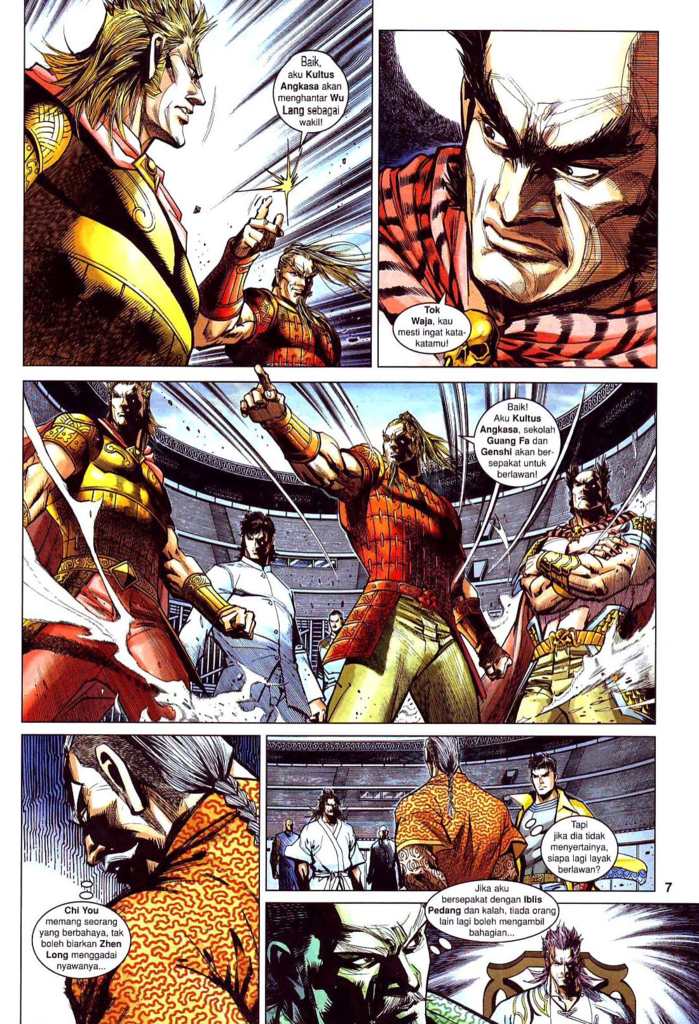 Baik,
aku Kultus
Angkasa akan
menghantar Wu
Lang sebagai
wakil!
Tok
Waja, kau
mesti ingat kata-
katamu!
Baik!
Aku Kultus
Angkasa, sekolah
Guang Fa dan
Genshi akan ber-
sepakat untuk
berlawan!
Chi You
memang seorang
yang berbahaya, tak
boleh biarkan Zhen
Long menggadai
nyawanya...
Tapi
jika dia tidak
menyertainya,
siapa lagi layak
berlawan?
7
Jika aku
bersepakat dengan Iblis
Pedang dan kalah, tiada orang
lain lagi boleh mengambil
bahagian...